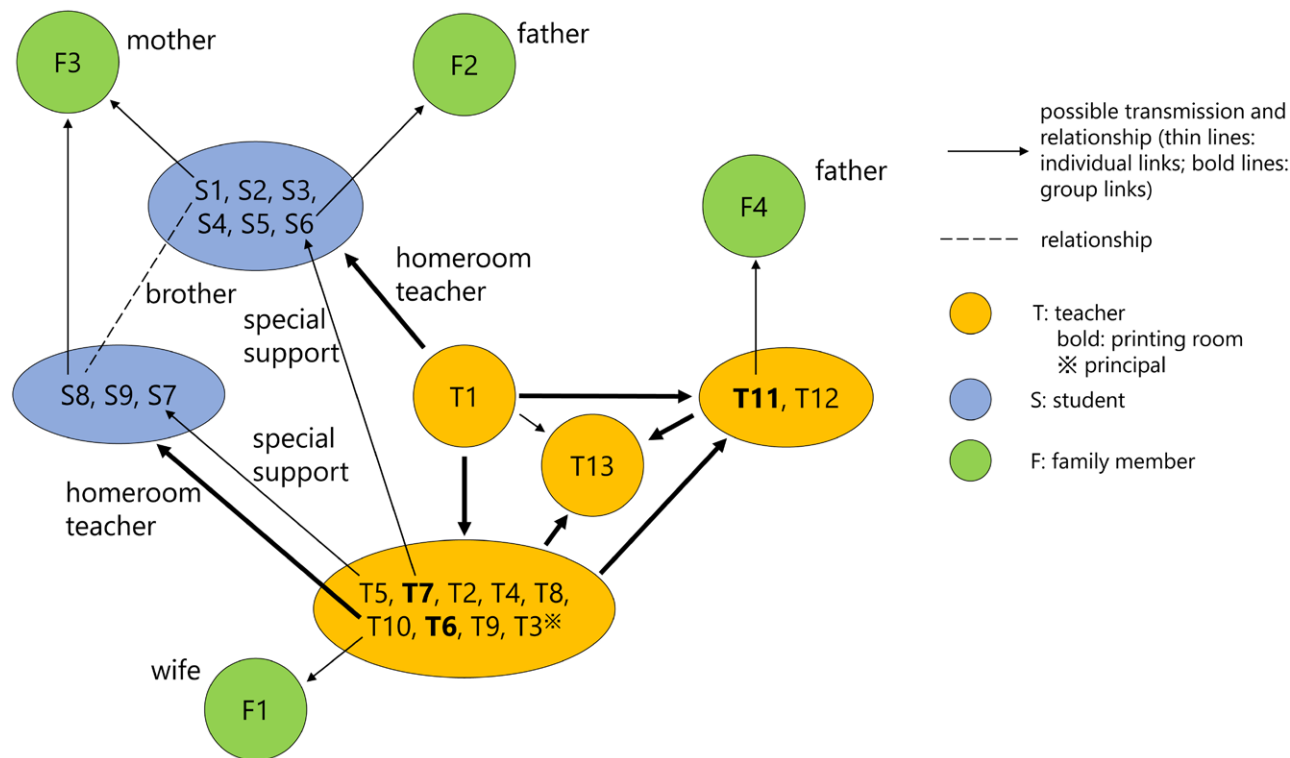 mother
F3
father
F2
S1, S2, S3,
S4, S5, S6
father
F4
homeroom
teacher
brother
special
support
S8, S9, S7
T1
T11, T12
T13
special
support
homeroom
teacher
T5, T7, T2, T4, T8,
T10, T6, T9, T3※
wife
F1
possible transmission and
relationship (thin lines:
individual links; bold lines:
group links)
relationship
T: teacher
bold: printing room
※ principal
S: student
F: family member